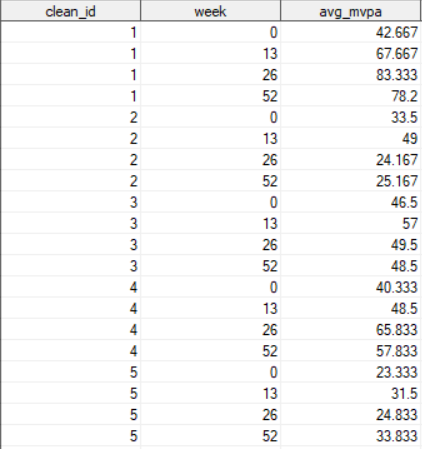 clean_id week avg_mvpa
1 0 42.667
1 13 67.667
1 26 83.333
1 52 78.2
2 0 33.5
2 13 49
2 26 24.167
2 52 25.167
3 0 46.5
3 13 57
3 26 49.5
3 52 48.5
4 0 40.333
4 13 48.5
4 26 65.833
4 52 57.833
5 0 23.333
5 13 31.5
5 26 24.833
5 52 33.833